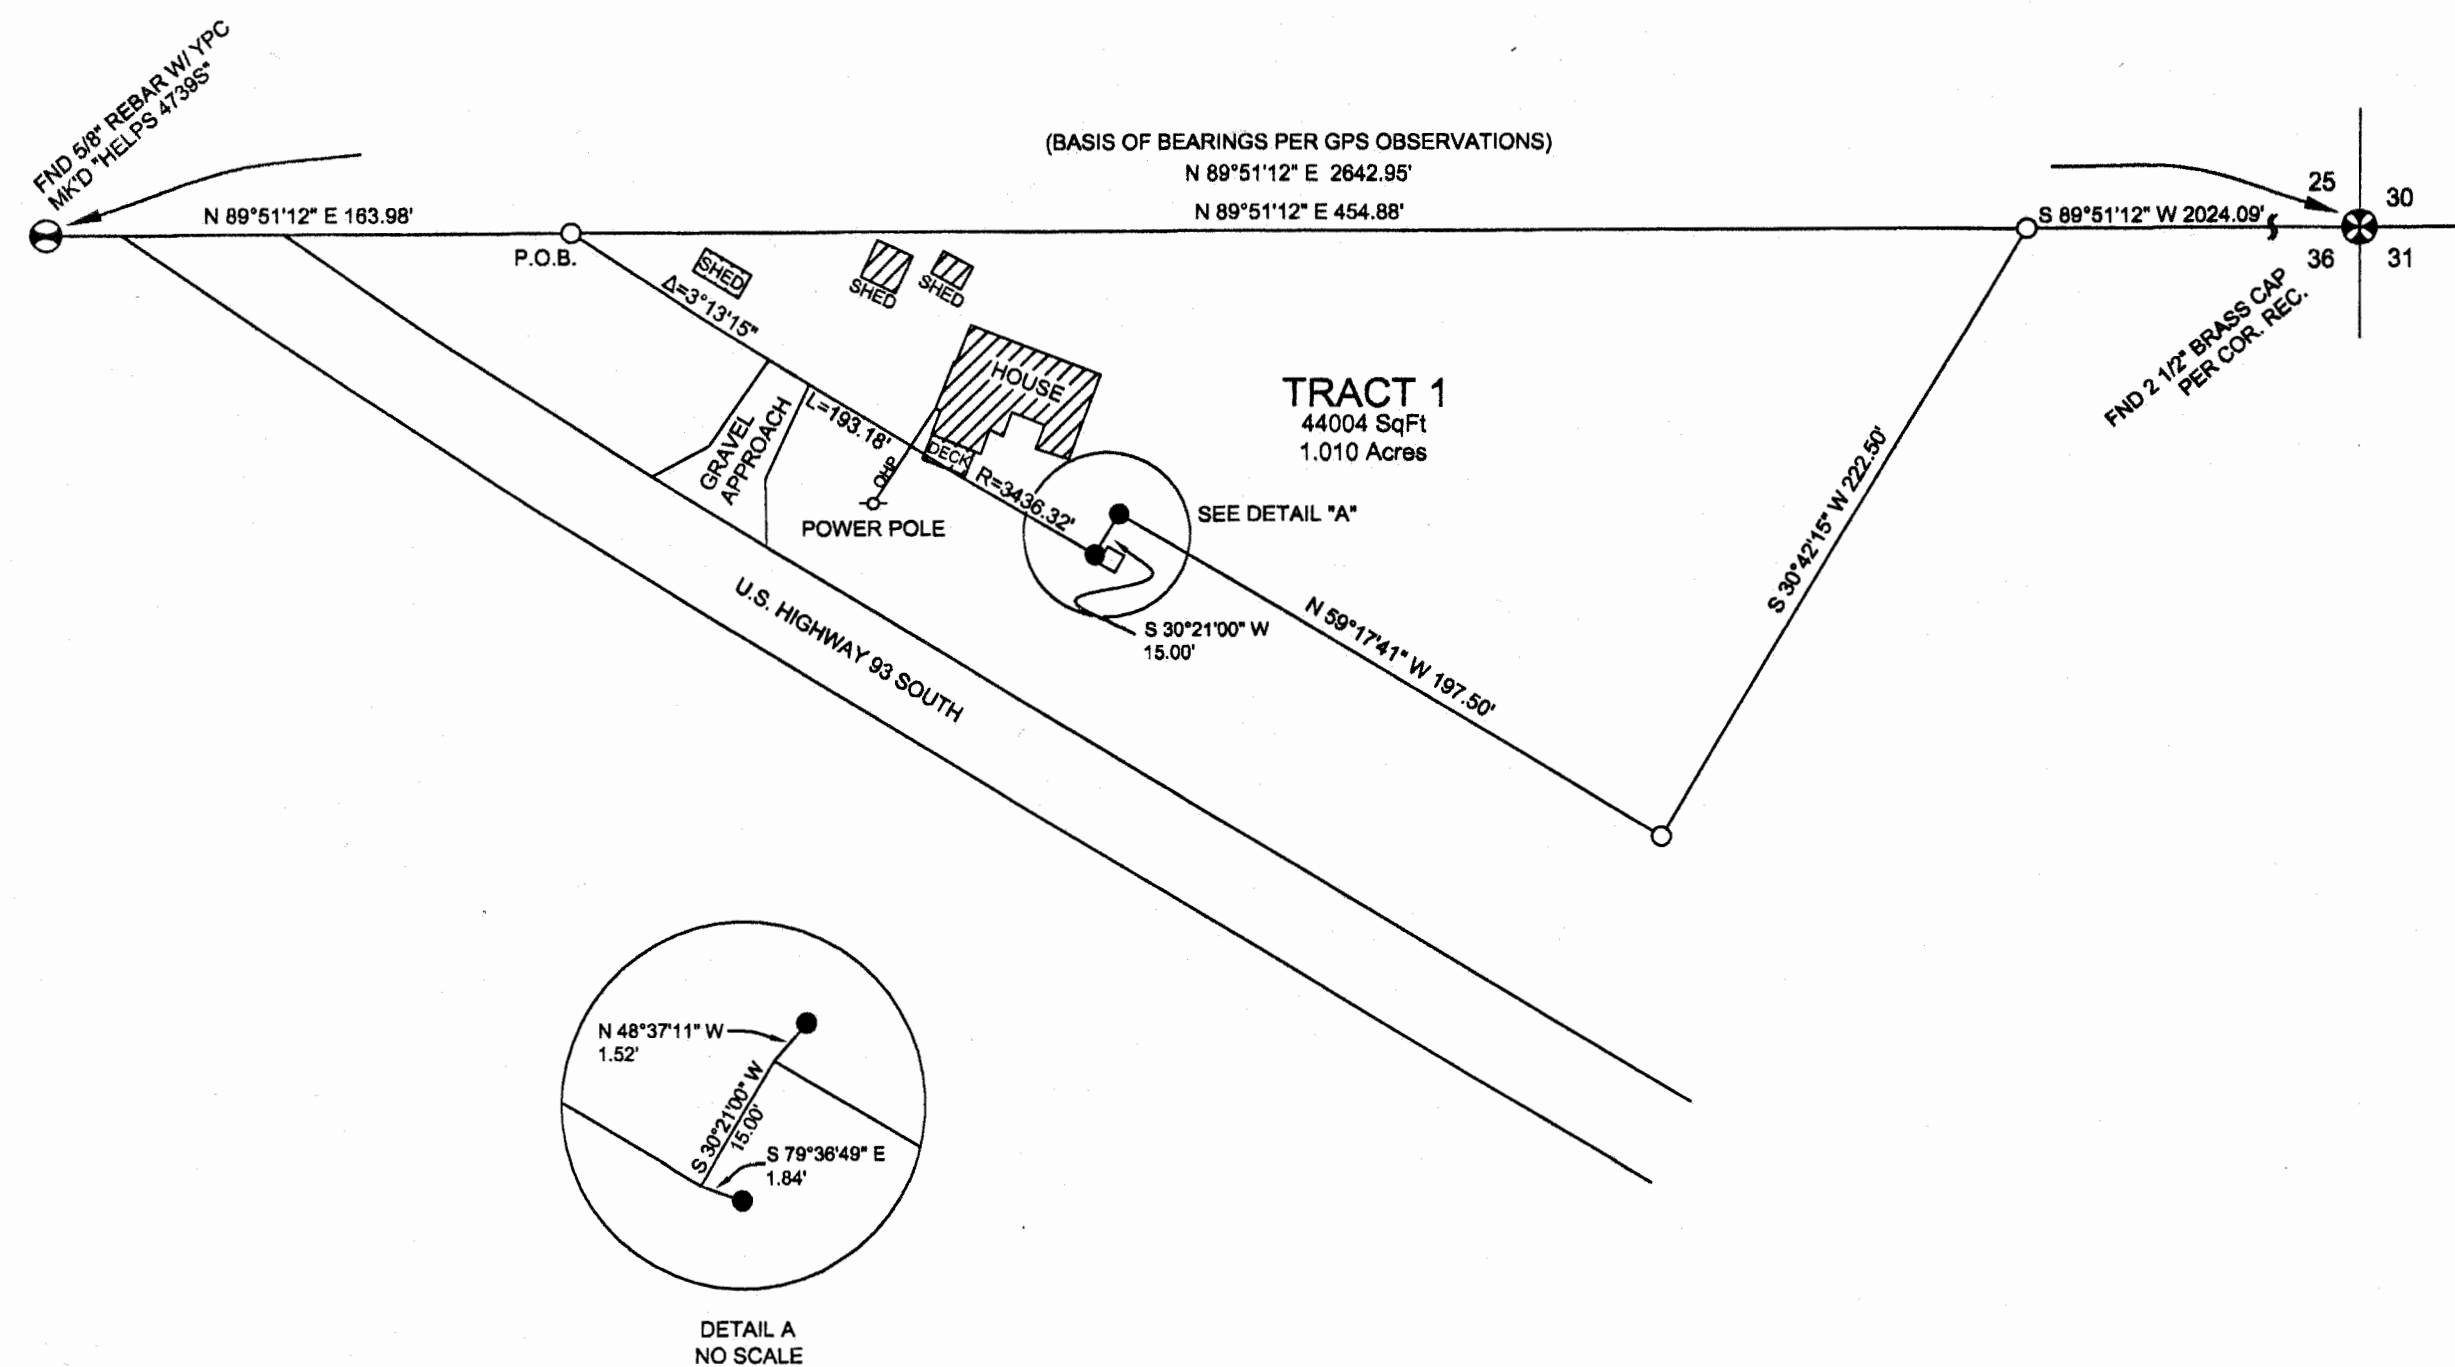 FND 5/8" REBAR W/ YPC
MK'D "HELPS 4739S"
(BASIS OF BEARINGS PER GPS OBSERVATIONS)
N 89°51'12" E 2642.95'
N 89°51'12" E 163.98'
N 89°51'12" E 454.88'
S 89°51'12" W 2024.09'
25
30
36
31
P.O.B.
SHED
SHED
SHED
Δ=3°13'15"
FND 2 1/2" BRASS CAP
PER COR. REC.
HOUSE
TRACT 1
44004 SqFt
1.010 Acres
GRAVEL
APPROACH
L=193.18'
DECK
OHP
R=3436.32'
POWER POLE
SEE DETAIL "A"
S 30°42'15" W 222.50'
S 30°21'00" W
15.00'
N 59°17'41" W 197.50'
U.S. HIGHWAY 93 SOUTH
N 48°37'11" W
1.52'
S 30°21'00" W
15.00'
S 79°36'49" E
1.84'
DETAIL A
NO SCALE